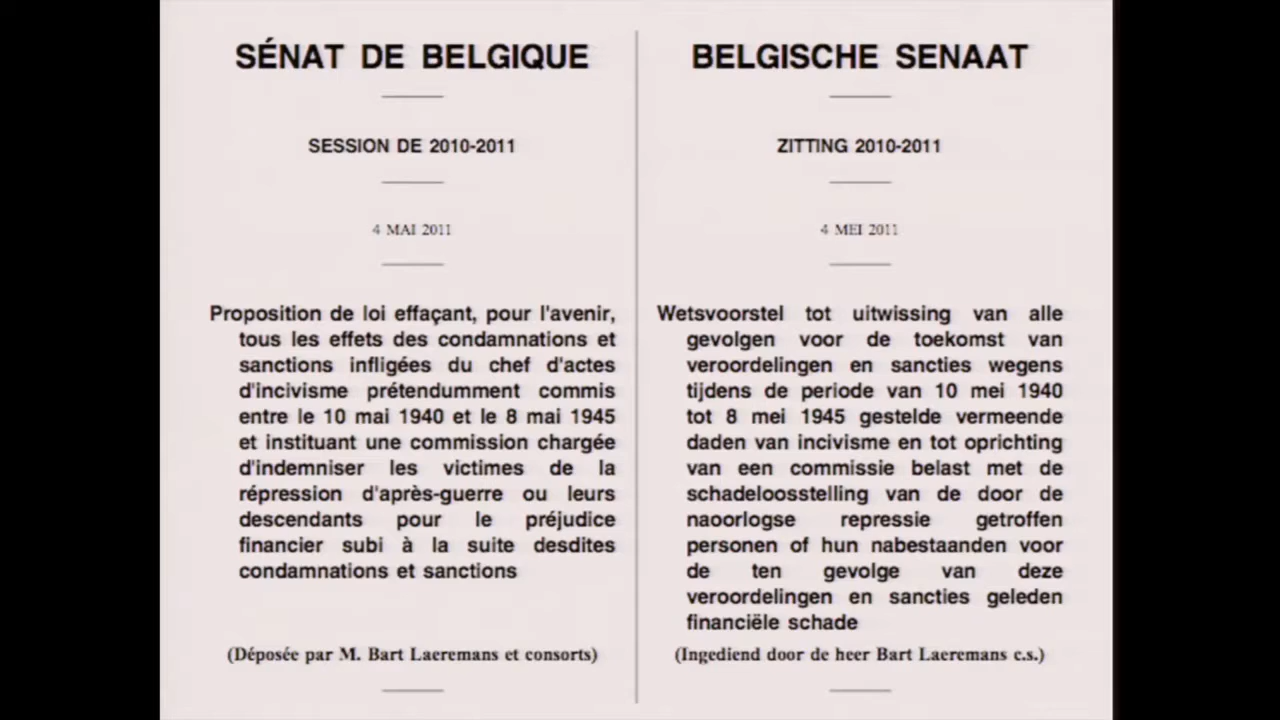 SÉNAT DE BELGIQUE
SESSION DE 2010-2011
4 MAI 2011
Proposition de loi effaçant, pour l'avenir,
tous les effets des condamnations et
sanctions infligées du chef d'actes
d'incivisme prétendumment commis
entre le 10 mai 1940 et le 8 mai 1945
et instituant une commission chargée
d'indemniser les victimes de la
répression d'après-guerre ou leurs
descendants pour le préjudice
financier subi à la suite desdites
condamnations et sanctions
(Déposée par M. Bart Laeremans et consorts)
BELGISCHE SENAAT
ZITTING 2010-2011
4 MEI 2011
Wetsvoorstel tot uitwissing van alle
gevolgen voor de toekomst van
veroordelingen en sancties wegens
tijdens de periode van 10 mei 1940
tot 8 mei 1945 gestelde vermeende
daden van incivisme en tot oprichting
van een commissie belast met de
schadeloosstelling van de door de
naoorlogse repressie getroffen
personen of hun nabestaanden voor
de ten gevolge van deze
veroordelingen en sancties geleden
financiële schade
(Ingediend door de heer Bart Laeremans c.s.)